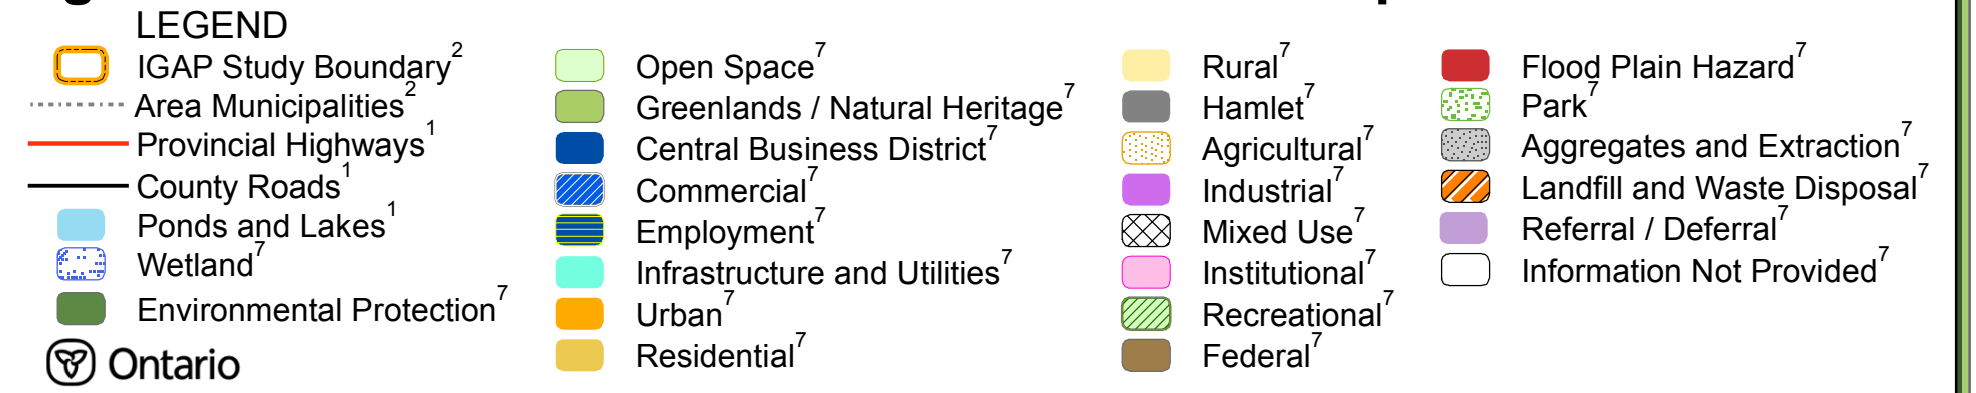 LEGEND
IGAP Study Boundary2
Area Municipalities2
Provincial Highways1
County Roads1
Ponds and Lakes1
Wetland7
Environmental Protection7
Ontario
Open Space7
Greenlands / Natural Heritage7
Central Business District7
Commercial7
Employment7
Infrastructure and Utilities7
Urban7
Residential7
Rural7
Hamlet7
Agricultural7
Industrial7
Mixed Use7
Institutional7
Recreational7
Federal7
Flood Plain Hazard7
Park7
Aggregates and Extraction7
Landfill and Waste Disposal7
Referral / Deferral7
Information Not Provided7